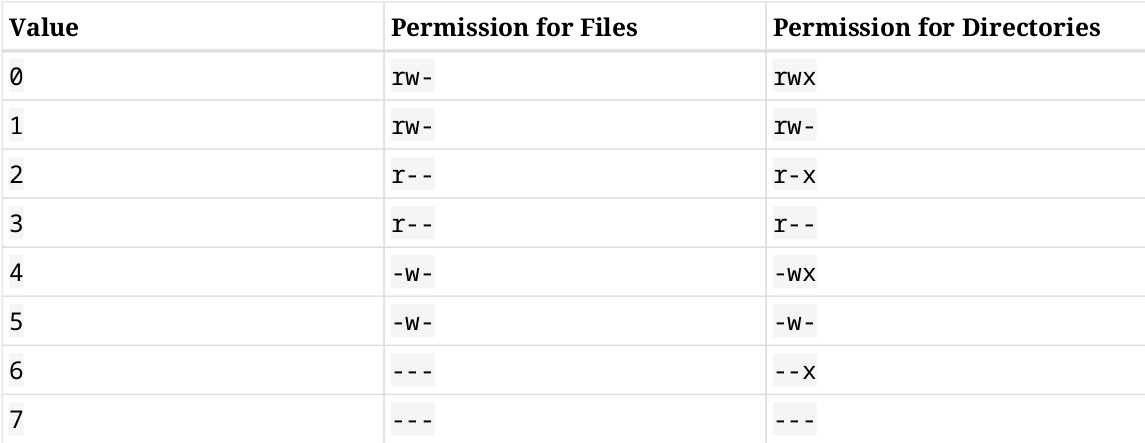 Value Permission for Files Permission for Directories
0 rw- rwx
1 rw- rw-
2 r-- r-x
3 r-- r--
4 -w- -wx
5 -w- -w-
6 --- --x
7 --- ---